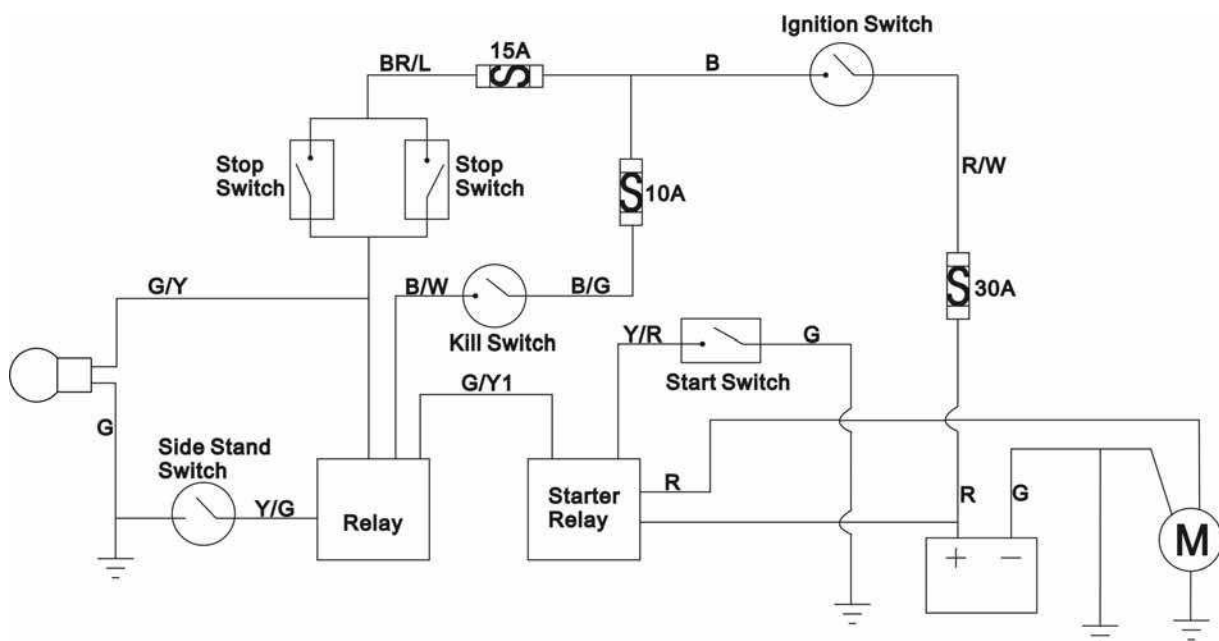 Ignition Switch
15A
BR/L
B
Stop
Switch
Stop
Switch
10A
R/W
G/Y
B/W
B/G
30A
Kill Switch
Y/R
G
Start Switch
G/Y1
G
Side Stand
Switch
Y/G
Relay
Starter
Relay
R
R
G
+
−
M